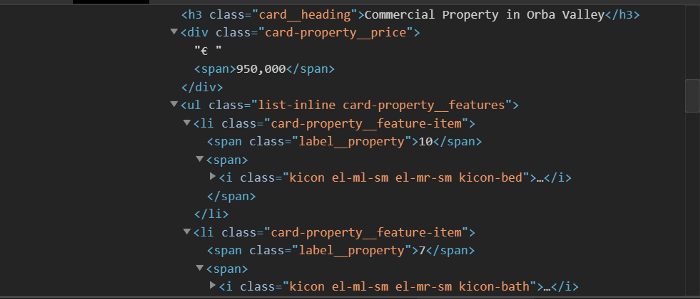 <h3 class="card__heading">Commercial Property in Orba Valley</h3>
<div class="card-property__price">
"€ "
<span>950,000</span>
</div>
<ul class="list-inline card-property__features">
<li class="card-property__feature-item">
<span class="label__property">10</span>
<span>
<i class="kicon el-ml-sm el-mr-sm kicon-bed">…</i>
</span>
</li>
<li class="card-property__feature-item">
<span class="label__property">7</span>
<span>
<i class="kicon el-ml-sm el-mr-sm kicon-bath">…</i>